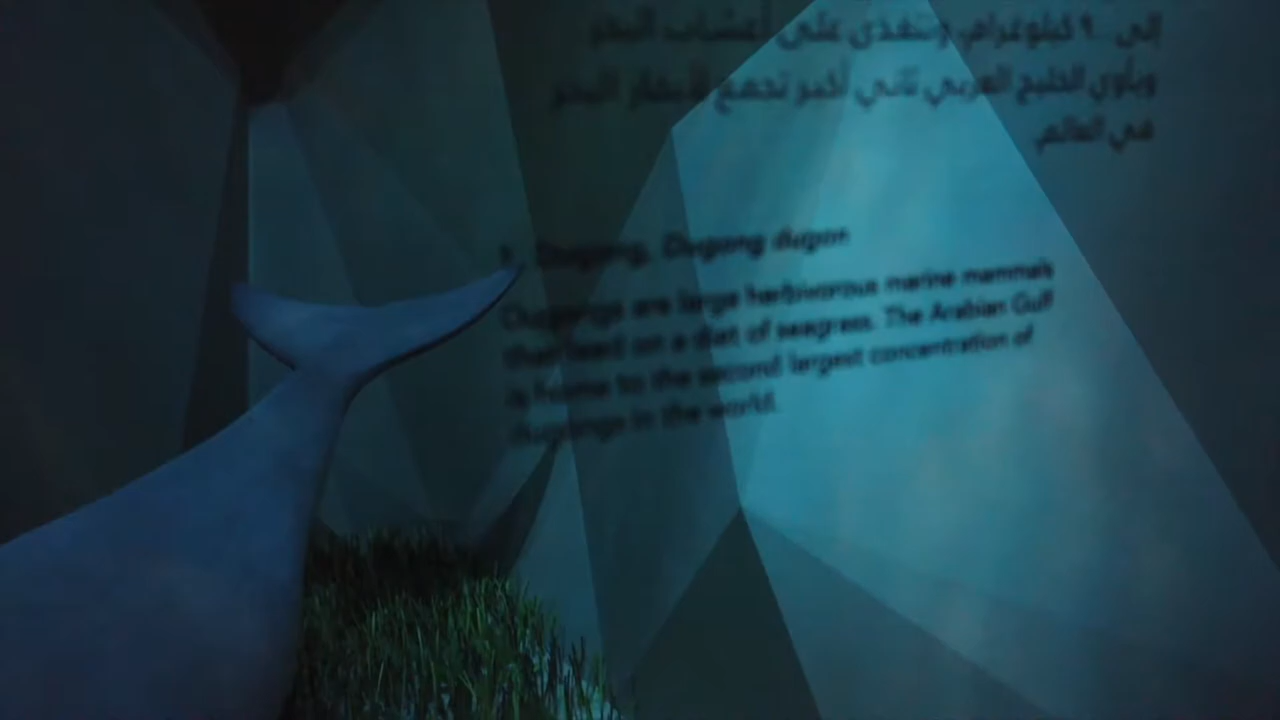 إلى ٩٠٠ كيلوغرام، وتتغذى على أعشاب البحر
ويأوي الخليج العربي ثاني أكبر تجمع لأبقار البحر
في العالم.
Dugong, Dugong dugon
Dugongs are large herbivorous marine mammals
that feed on a diet of seagrass. The Arabian Gulf
is home to the second largest concentration of
dugongs in the world.